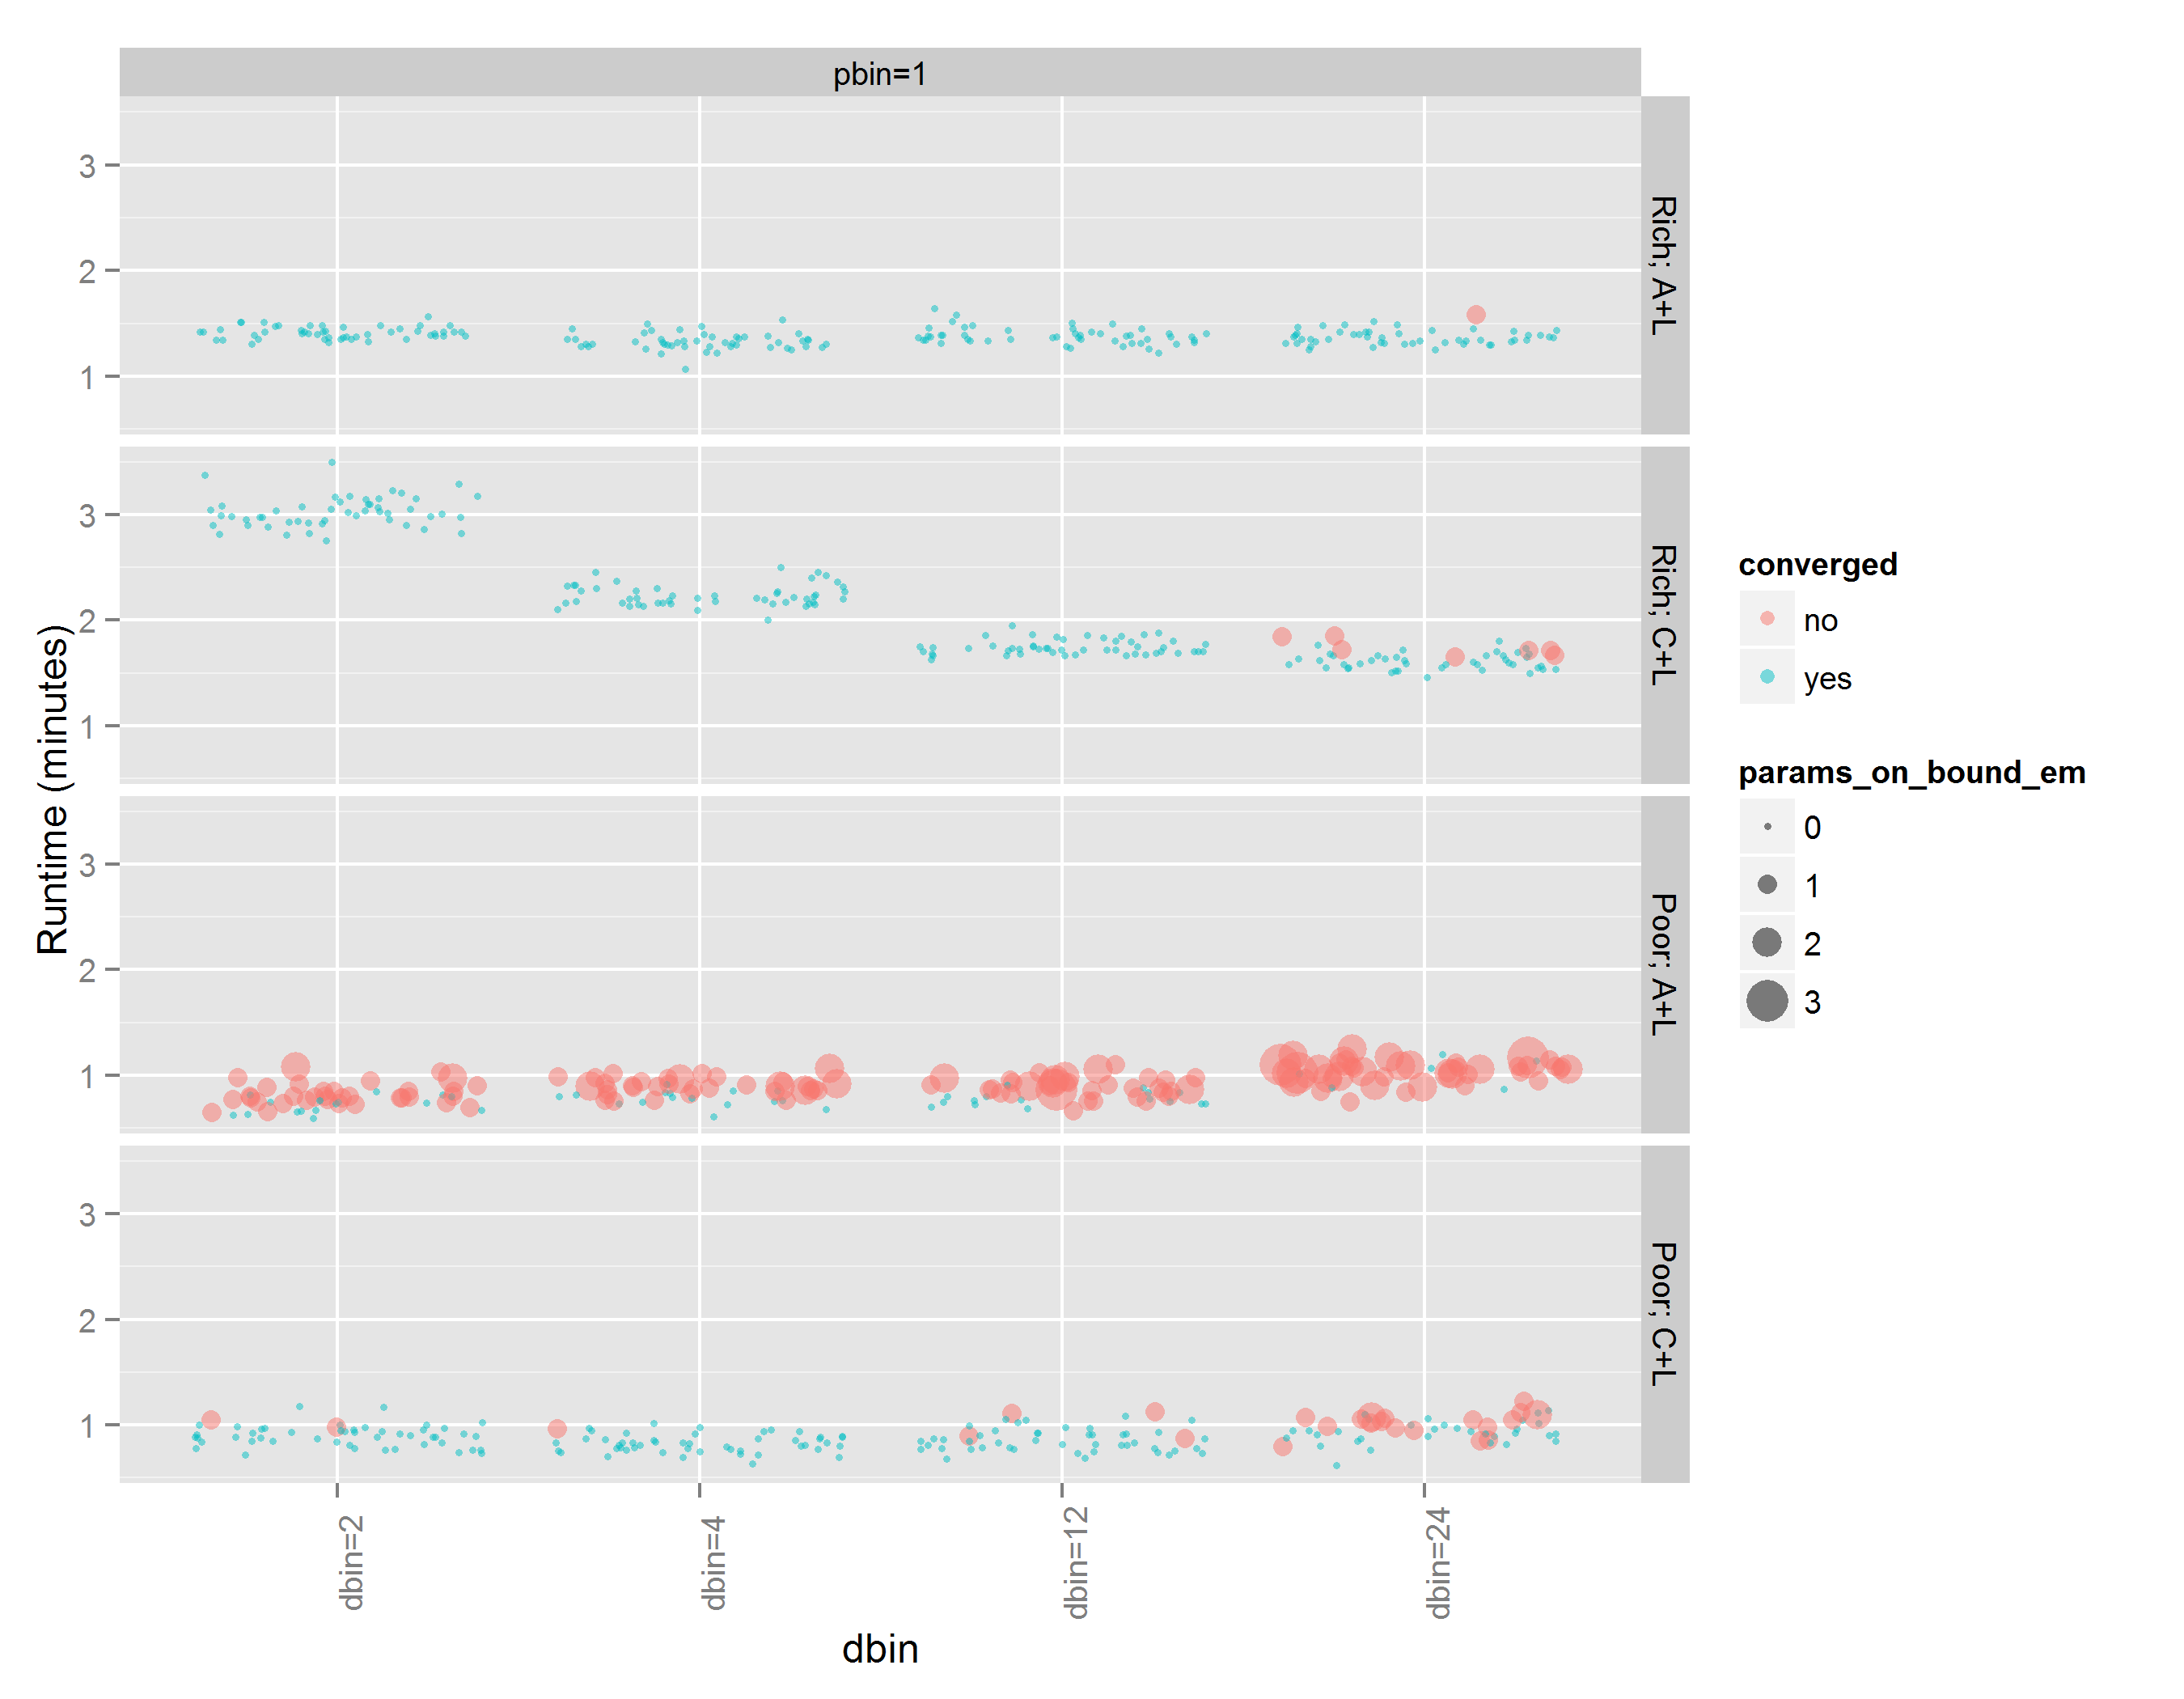 pbin=1
Runtime (minutes)
3
2
1
Rich; A+L
3
2
1
Rich; C+L
3
2
1
Poor; A+L
3
2
1
Poor; C+L
dbin=2
dbin=4
dbin=12
dbin=24
dbin
converged
no
yes
params_on_bound_em
0
1
2
3